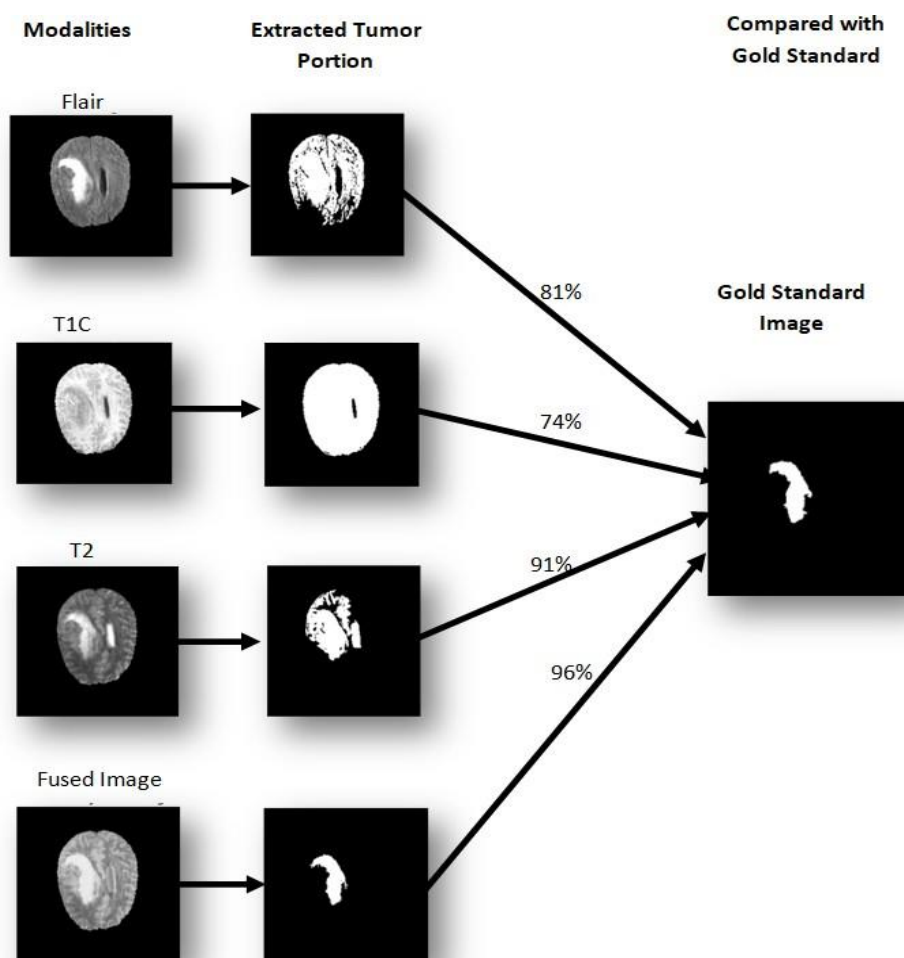 Modalities
Extracted Tumor
Portion
Compared with
Gold Standard
Flair
81%
Gold Standard
Image
T1C
74%
T2
91%
96%
Fused Image